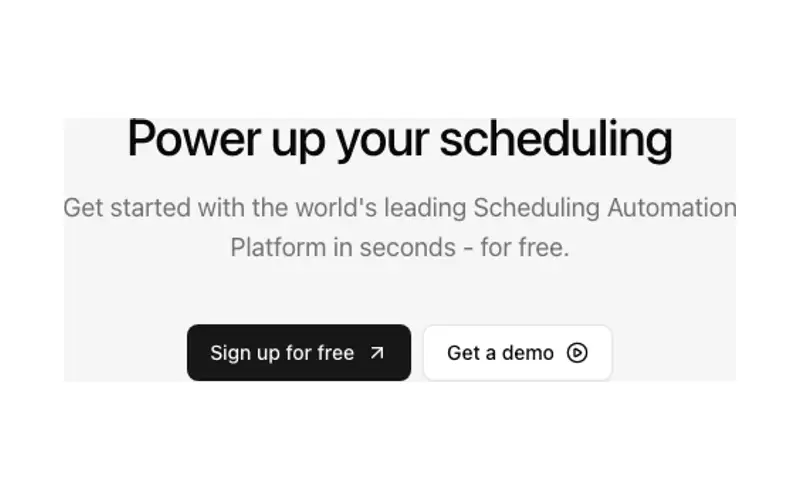 Power up your scheduling
Get started with the world's leading Scheduling Automation
Platform in seconds - for free.
Sign up for free
Get a demo